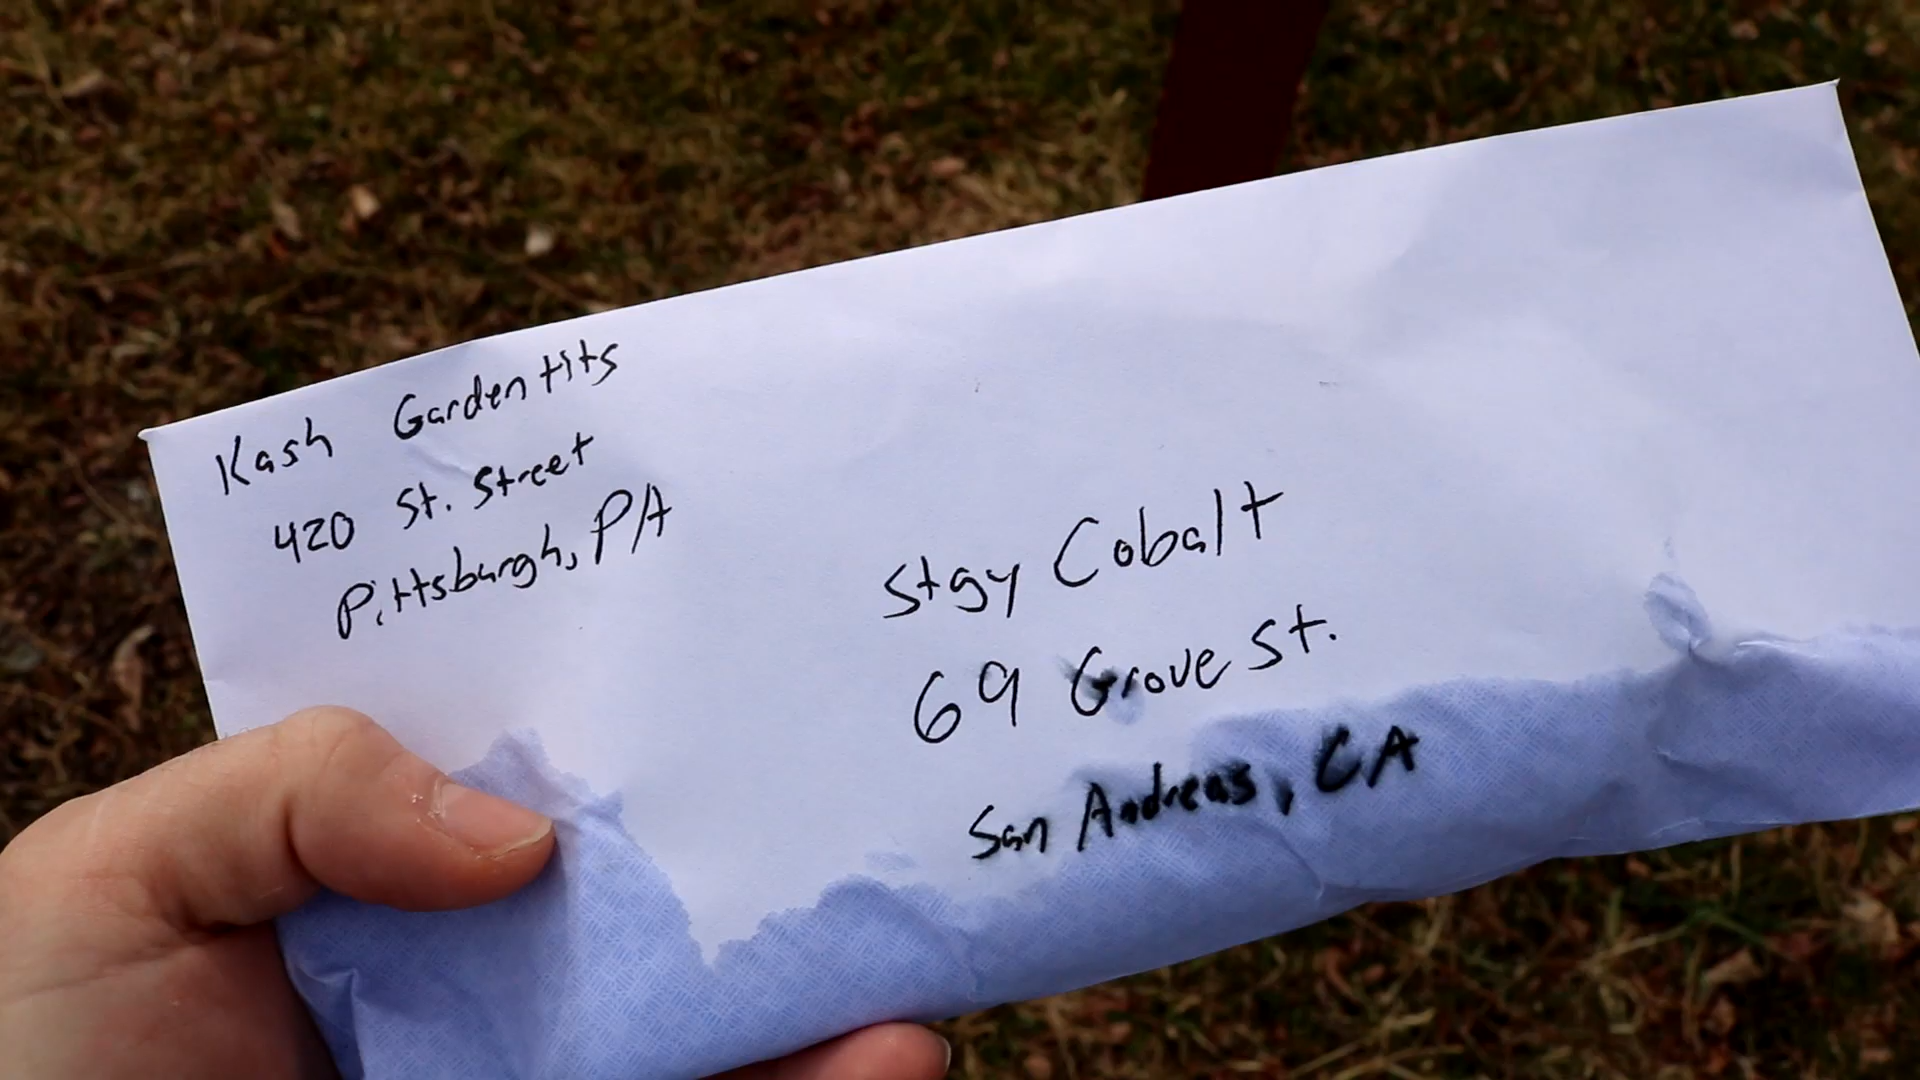 Kash Gardentits
420 St. Street
Pittsburgh, PA
Stgy Cobalt
69 Grove St.
San Andreas, CA